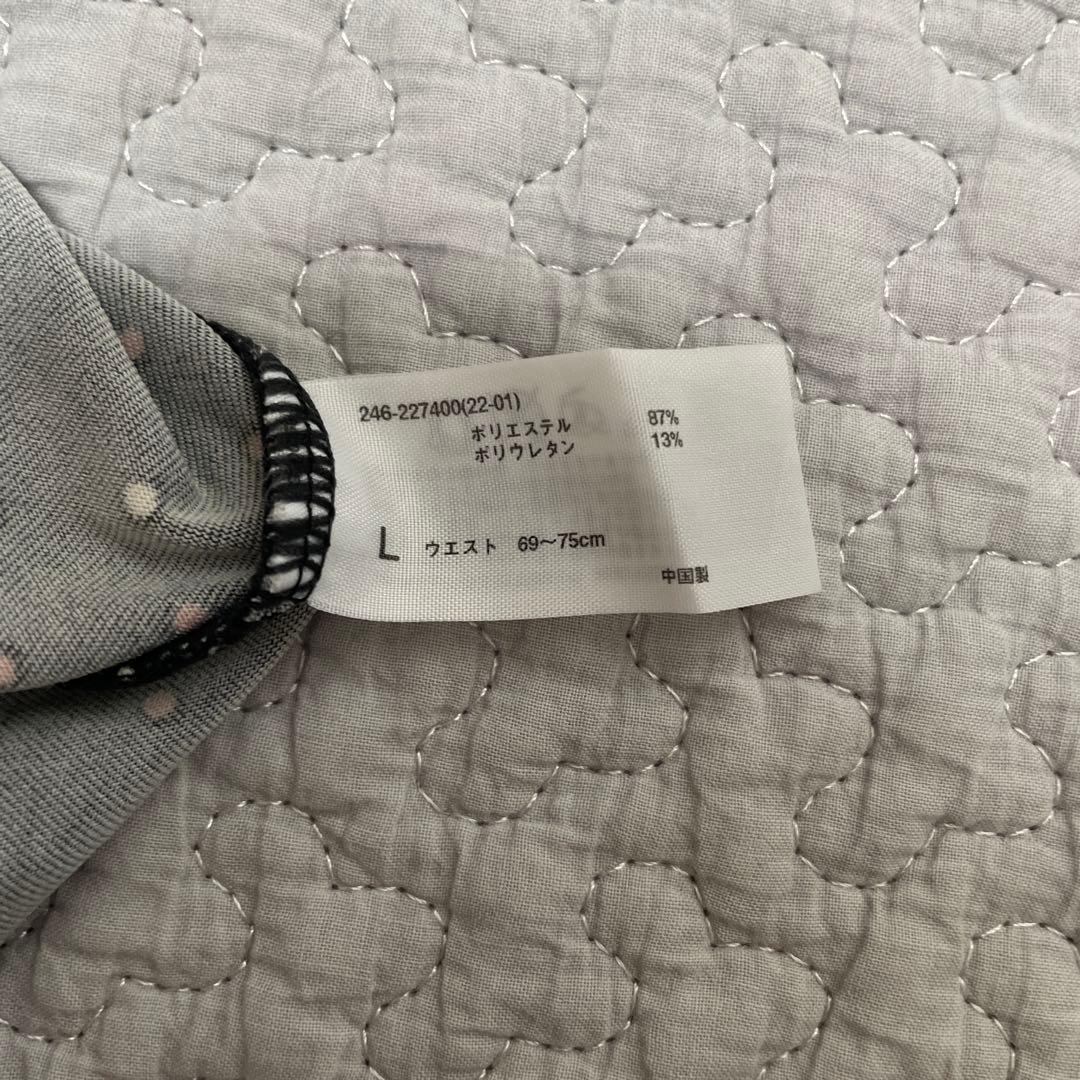 246-227400(22-01)
ポリエステル 87%
ポリウレタン 13%
L ウエスト 69～75cm
中国製